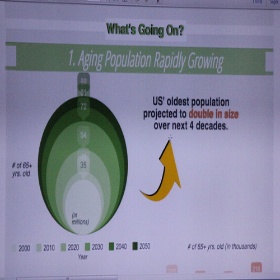 What's Going On?
1. Aging Population Rapidly Growing
US' oldest population
projected to double in size
over next 4 decades.
72
54
35
# of 65+
yrs. old
(in
millions)
2000 2010 2020 2030 2040 2050
Year
# of 85+ yrs. old (in thousands)